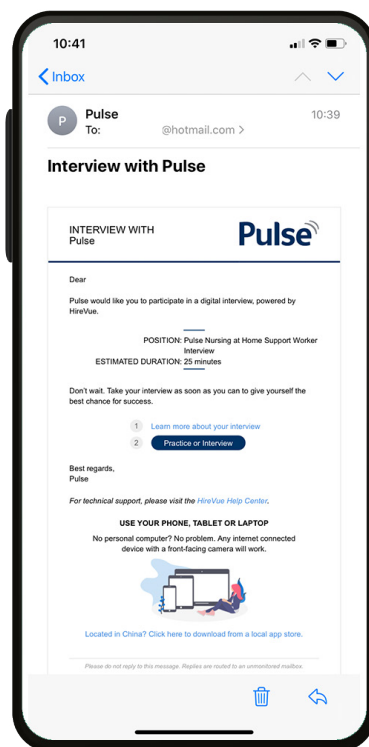 10:41
Inbox
P
Pulse
10:39
To: @hotmail.com >
Interview with Pulse
INTERVIEW WITH
Pulse
Pulse
Dear
Pulse would like you to participate in a digital interview, powered by
HireVue.
POSITION: Pulse Nursing at Home Support Worker
Interview
ESTIMATED DURATION: 25 minutes
Don't wait. Take your interview as soon as you can to give yourself the
best chance for success.
1 Learn more about your interview
2 Practice or Interview
Best regards,
Pulse
For technical support, please visit the HireVue Help Center.
USE YOUR PHONE, TABLET OR LAPTOP
No personal computer? No problem. Any internet connected
device with a front-facing camera will work.
Located in China? Click here to download from a local app store.
Please do not reply to this message. Replies are routed to an unmonitored mailbox.